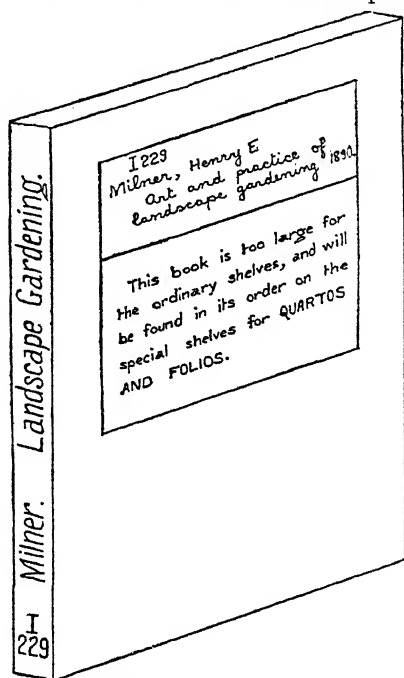 I229
Milner, Henry E
Art and practice of
landscape gardening 1890
This book is too large for
the ordinary shelves, and will
be found in its order on the
special shelves for QUARTOS
AND FOLIOS.
Milner. Landscape Gardening.
I
229